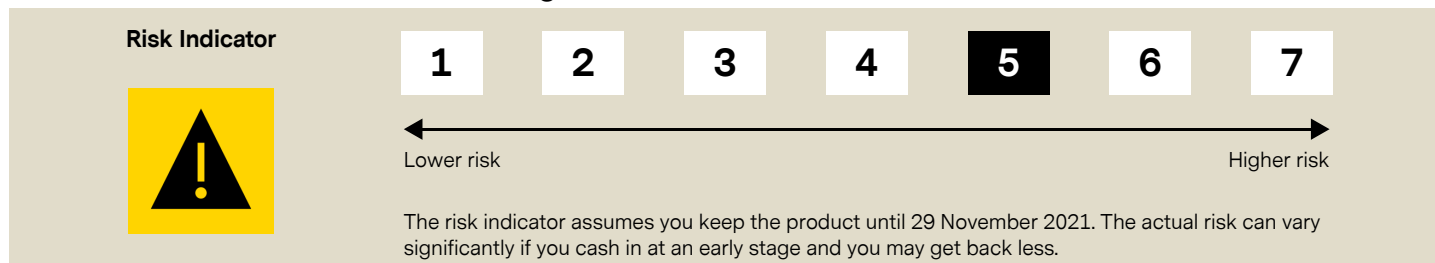 Risk Indicator
1 2 3 4 5 6 7
Lower risk Higher risk
The risk indicator assumes you keep the product until 29 November 2021. The actual risk can vary
significantly if you cash in at an early stage and you may get back less.